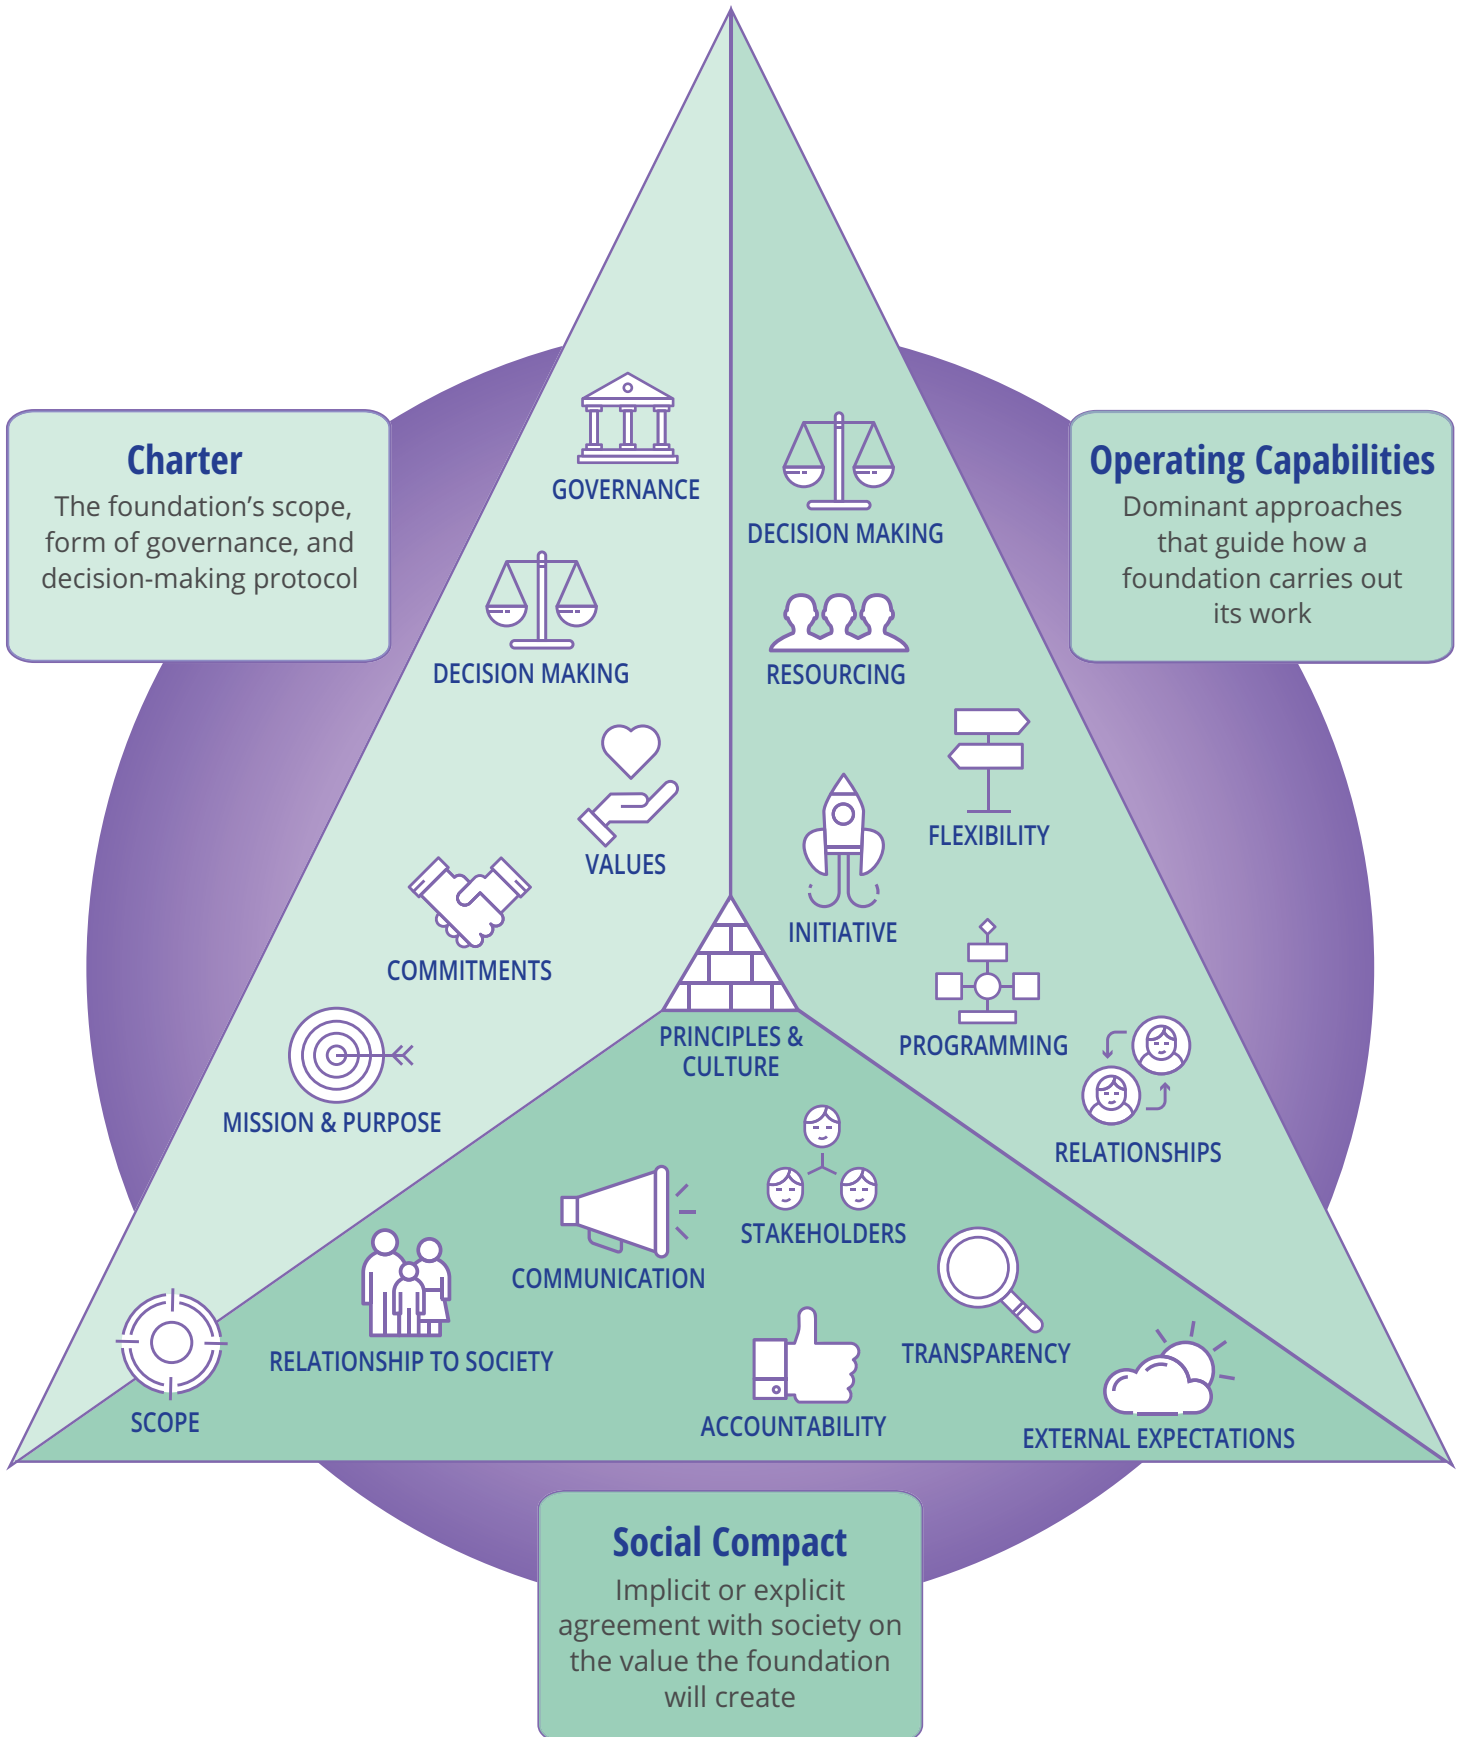 Charter
The foundation’s scope,
form of governance, and
decision-making protocol
Operating Capabilities
Dominant approaches
that guide how a
foundation carries out
its work
GOVERNANCE
DECISION MAKING
VALUES
COMMITMENTS
MISSION & PURPOSE
SCOPE
DECISION MAKING
RESOURCING
FLEXIBILITY
INITIATIVE
PROGRAMMING
RELATIONSHIPS
PRINCIPLES &
CULTURE
STAKEHOLDERS
COMMUNICATION
RELATIONSHIP TO SOCIETY
TRANSPARENCY
ACCOUNTABILITY
EXTERNAL EXPECTATIONS
Social Compact
Implicit or explicit
agreement with society on
the value the foundation
will create